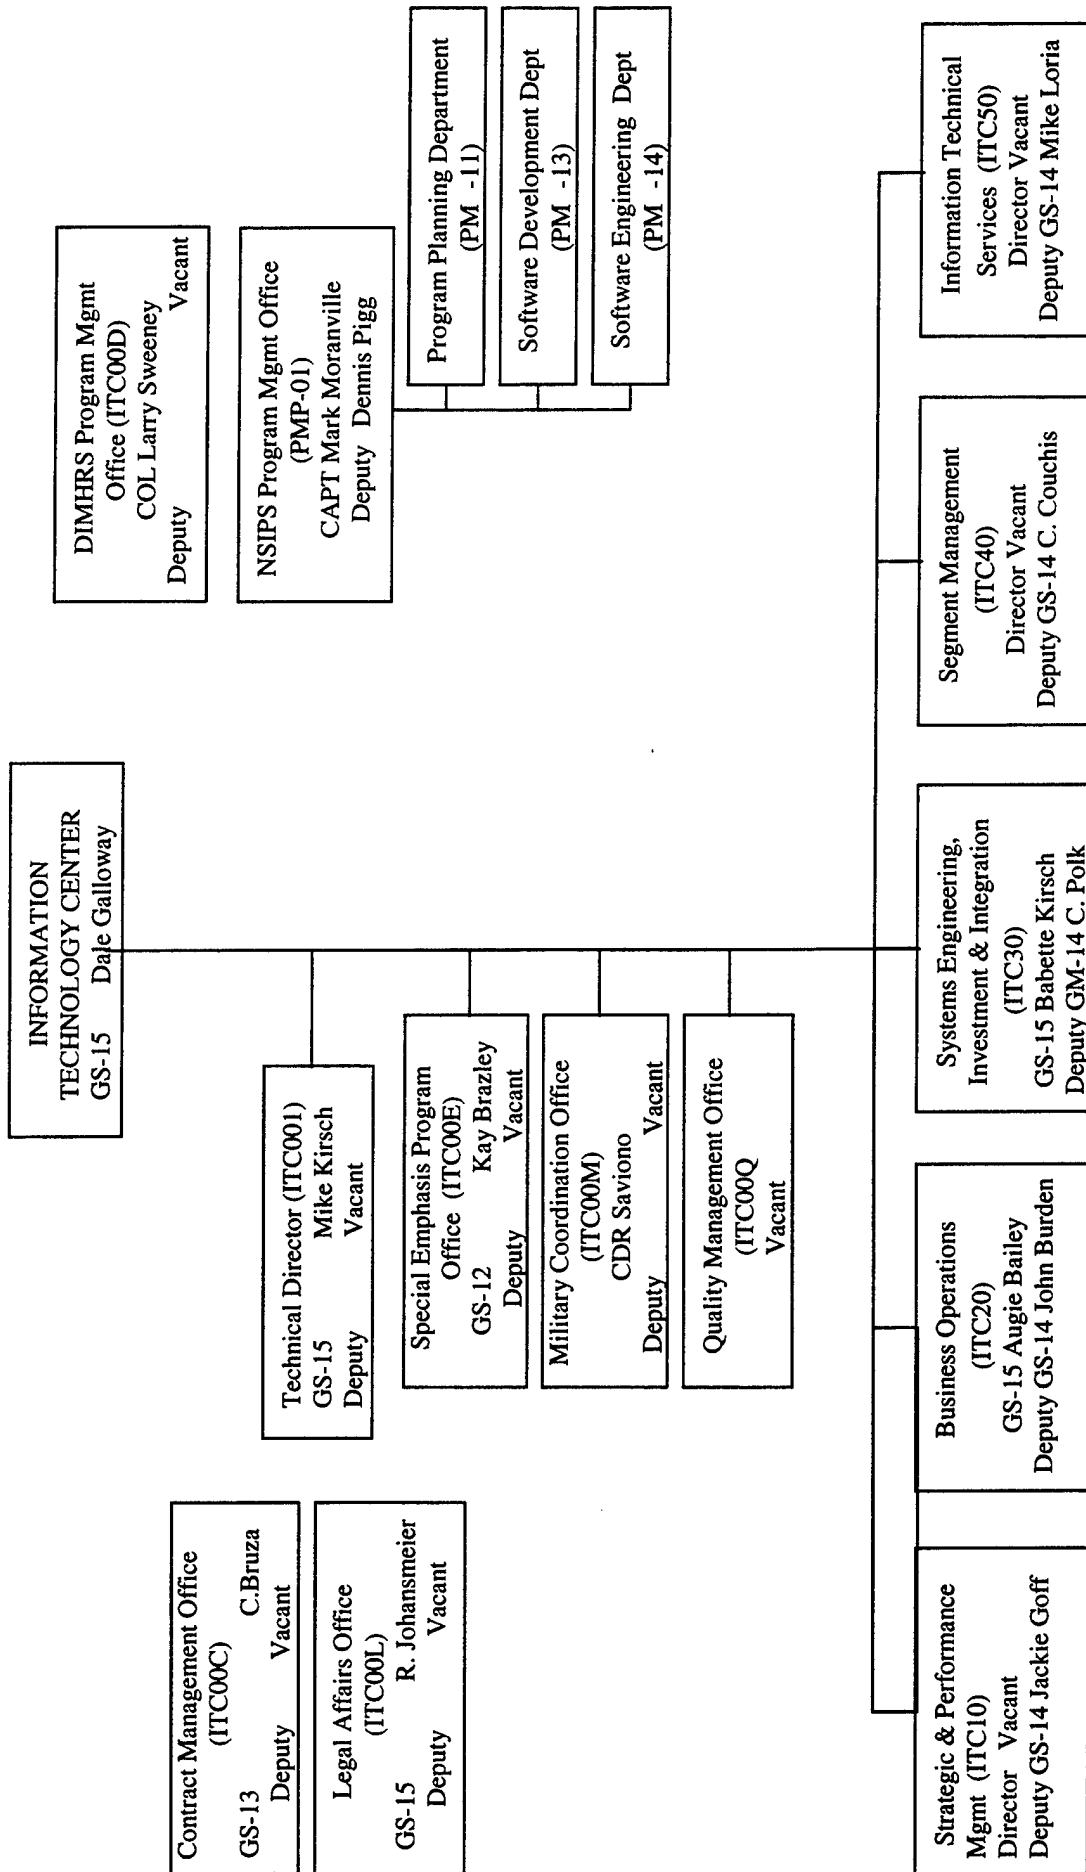 INFORMATION
TECHNOLOGY CENTER
GS-15 Dale Galloway
Contract Management Office
(ITC00C)
GS-13 C.Bruza
Deputy Vacant
Legal Affairs Office
(ITC00L)
GS-15 R. Johansmeier
Deputy Vacant
Technical Director (ITC001)
GS-15 Mike Kirsch
Deputy Vacant
Special Emphasis Program
Office (ITC00E)
GS-12 Kay Brazley
Deputy Vacant
Military Coordination Office
(ITC00M)
CDR Saviono
Deputy Vacant
Quality Management Office
(ITC00Q
Vacant
DIMHRS Program Mgmt
Office (ITC00D)
COL Larry Sweeney
Deputy Vacant
NSIPS Program Mgmt Office
(PMP-01)
CAPT Mark Moranville
Deputy Dennis Pigg
Program Planning Department
(PM -11)
Software Development Dept
(PM -13)
Software Engineering Dept
(PM -14)
Strategic & Performance
Mgmt (ITC10)
Director Vacant
Deputy GS-14 Jackie Goff
Business Operations
(ITC20)
GS-15 Augie Bailey
Deputy GS-14 John Burden
Systems Engineering,
Investment & Integration
(ITC30)
GS-15 Babette Kirsch
Deputy GM-14 C. Polk
Segment Management
(ITC40)
Director Vacant
Deputy GS-14 C. Couchis
Information Technical
Services (ITC50)
Director Vacant
Deputy GS-14 Mike Loria